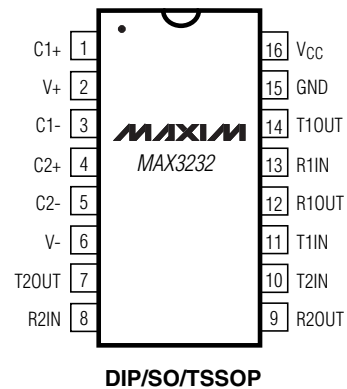 C1+ 1 16 VCC
V+ 2 15 GND
C1- 3 MAXIM 14 T1OUT
C2+ 4 MAX3232 13 R1IN
C2- 5 12 R1OUT
V- 6 11 T1IN
T2OUT 7 10 T2IN
R2IN 8 9 R2OUT
DIP/SO/TSSOP